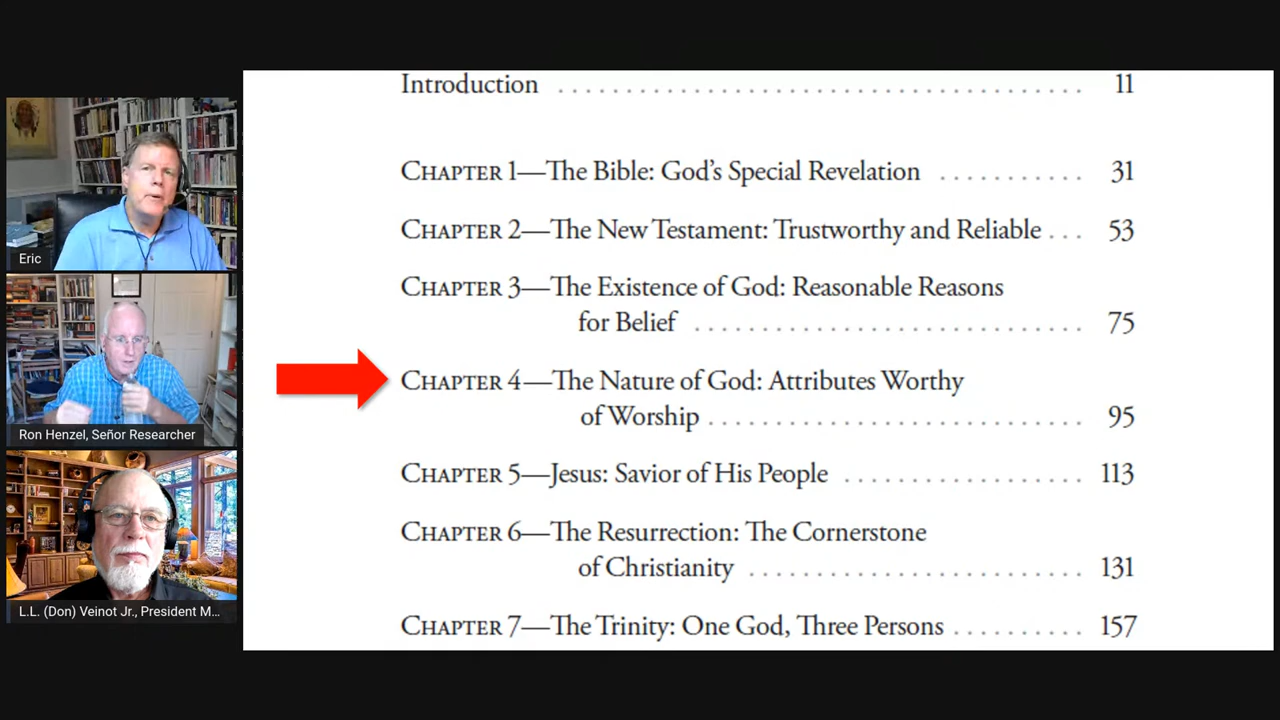 Eric
Ron Henzel, Señor Researcher
L.L. (Don) Veinot Jr., President M...
Introduction . . . . . . . . . . . . . . . . . . . . . . . . . . . . . . . . . . . . . . . 11
Chapter 1—The Bible: God's Special Revelation . . . . . . . . . . . 31
Chapter 2—The New Testament: Trustworthy and Reliable . . . 53
Chapter 3—The Existence of God: Reasonable Reasons
for Belief . . . . . . . . . . . . . . . . . . . . . . . . . . . . . 75
Chapter 4—The Nature of God: Attributes Worthy
of Worship . . . . . . . . . . . . . . . . . . . . . . . . . . . . 95
Chapter 5—Jesus: Savior of His People . . . . . . . . . . . . . . . . . . 113
Chapter 6—The Resurrection: The Cornerstone
of Christianity . . . . . . . . . . . . . . . . . . . . . . . . . 131
Chapter 7—The Trinity: One God, Three Persons . . . . . . . . . . 157